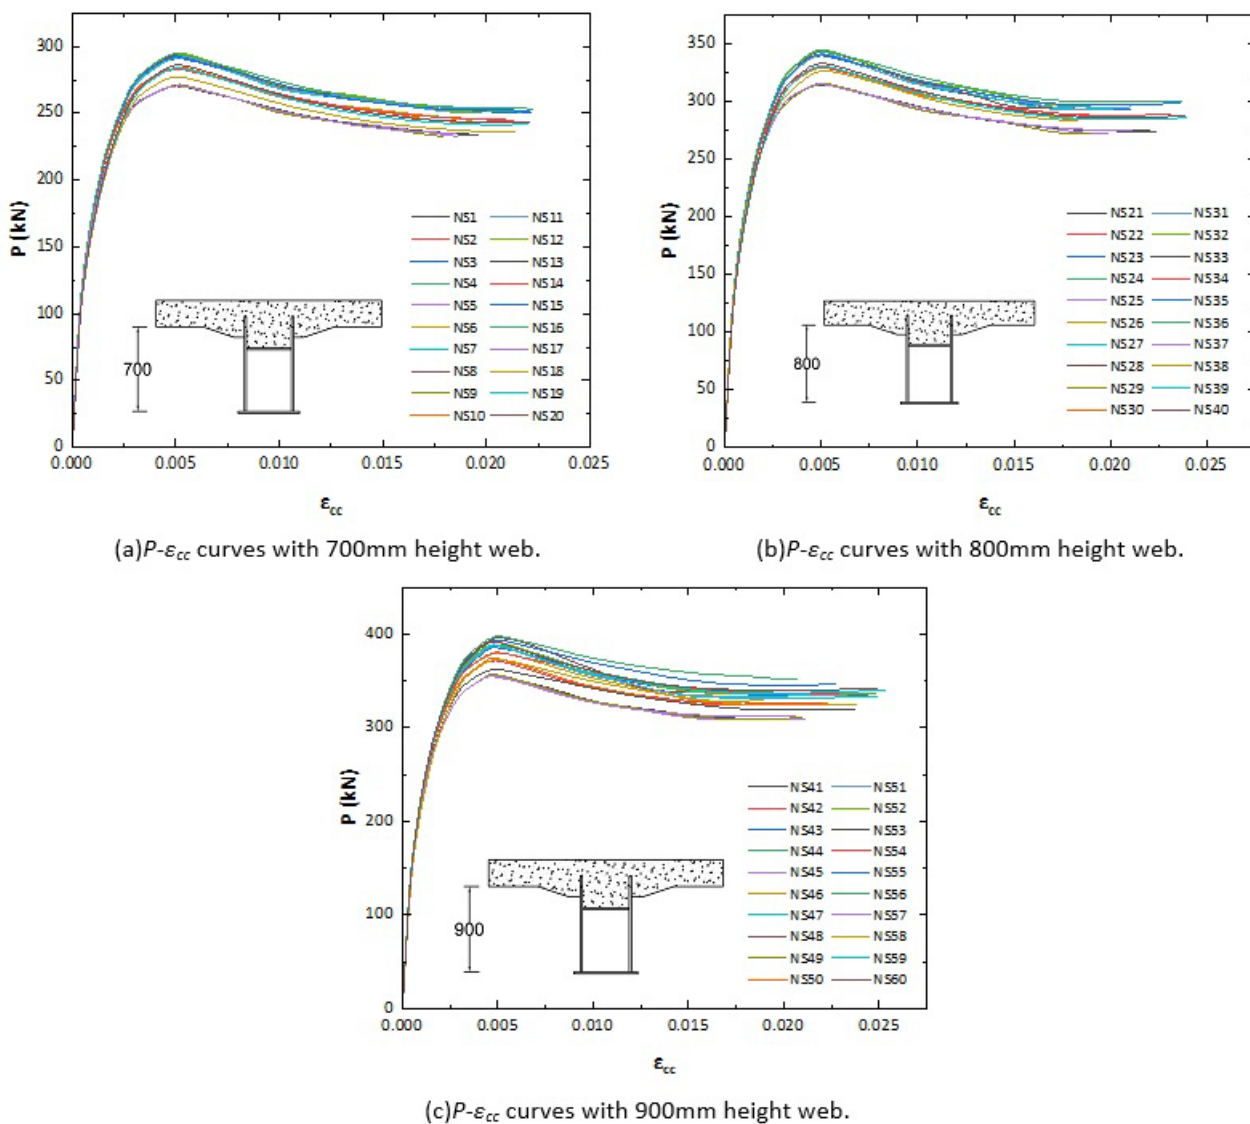 300
250
200
150
100
50
0
P (kN)
0.000 0.005 0.010 0.015 0.020 0.025
εcc
NS1 NS11
NS2 NS12
NS3 NS13
NS4 NS14
NS5 NS15
NS6 NS16
NS7 NS17
NS8 NS18
NS9 NS19
NS10 NS20
700
(a)P-εcc curves with 700mm height web.
350
300
250
200
150
100
50
0
P (kN)
0.000 0.005 0.010 0.015 0.020 0.025
εcc
NS21 NS31
NS22 NS32
NS23 NS33
NS24 NS34
NS25 NS35
NS26 NS36
NS27 NS37
NS28 NS38
NS29 NS39
NS30 NS40
800
(b)P-εcc curves with 800mm height web.
400
300
200
100
0
P (kN)
0.000 0.005 0.010 0.015 0.020 0.025
εcc
NS41 NS51
NS42 NS52
NS43 NS53
NS44 NS54
NS45 NS55
NS46 NS56
NS47 NS57
NS48 NS58
NS49 NS59
NS50 NS60
900
(c)P-εcc curves with 900mm height web.